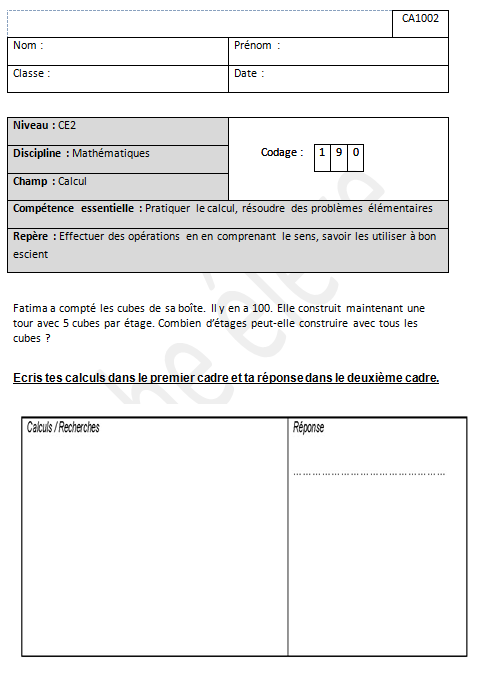 CA1002
Nom :
Prénom :
Classe :
Date :
Niveau : CE2
Discipline : Mathématiques
Codage : 1 9 0
Champ : Calcul
Compétence essentielle : Pratiquer le calcul, résoudre des problèmes élémentaires
Repère : Effectuer des opérations en en comprenant le sens, savoir les utiliser à bon
escient
Fatima a compté les cubes de sa boîte. Il y en a 100. Elle construit maintenant une
tour avec 5 cubes par étage. Combien d'étages peut-elle construire avec tous les
cubes ?
Ecris tes calculs dans le premier cadre et ta réponse dans le deuxième cadre.
Calculs / Recherches
Réponse
………………………………………